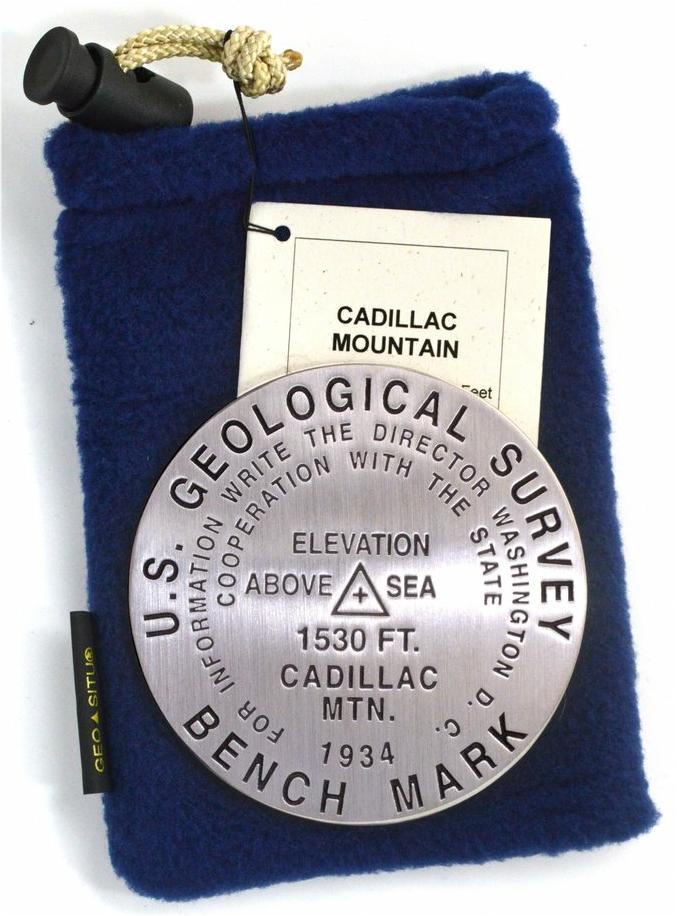 CADILLAC
MOUNTAIN
Feet
U.S. GEOLOGICAL SURVEY
FOR INFORMATION WRITE THE DIRECTOR WASHINGTON D. C.
COOPERATION WITH THE STATE
ELEVATION
ABOVE SEA
1530 FT.
CADILLAC
MTN.
1934
BENCH MARK
GEO▲SITU®